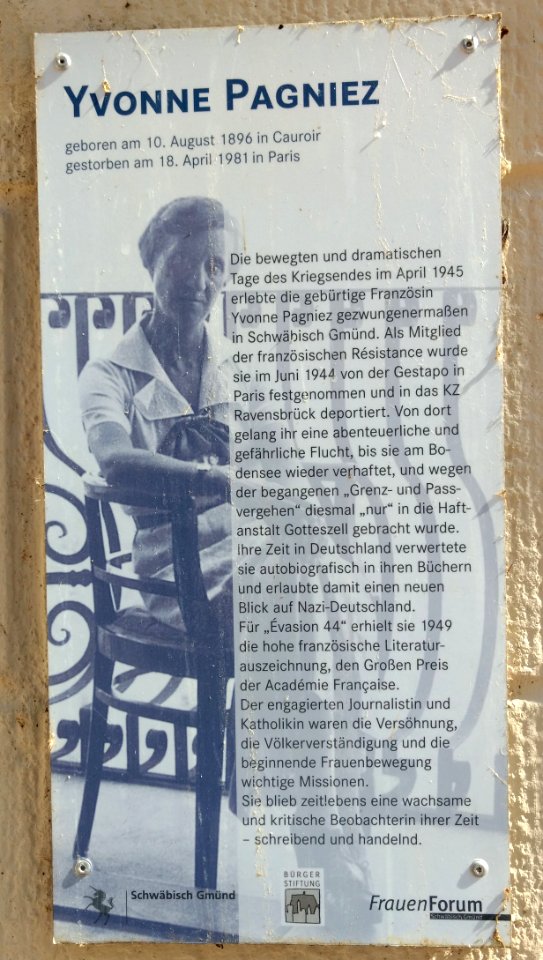 YVONNE PAGNIEZ
geboren am 10. August 1896 in Cauroir
gestorben am 18. April 1981 in Paris
Die bewegten und dramatischen
Tage des Kriegsendes im April 1945
erlebte die gebürtige Französin
Yvonne Pagniez gezwungenermaßen
in Schwäbisch Gmünd. Als Mitglied
der französischen Résistance wurde
sie im Juni 1944 von der Gestapo in
Paris festgenommen und in das KZ
Ravensbrück deportiert. Von dort
gelang ihr eine abenteuerliche und
gefährliche Flucht, bis sie am Bo-
densee wieder verhaftet, und wegen
der begangenen „Grenz- und Pass-
vergehen“ diesmal „nur“ in die Haft-
anstalt Gotteszell gebracht wurde.
Ihre Zeit in Deutschland verwertete
sie autobiografisch in ihren Büchern
und erlaubte damit einen neuen
Blick auf Nazi-Deutschland.
Für „Évasion 44“ erhielt sie 1949
die hohe französische Literatur-
auszeichnung, den Großen Preis
der Académie Française.
Der engagierten Journalistin und
Katholikin waren die Versöhnung,
die Völkerverständigung und die
beginnende Frauenbewegung
wichtige Missionen.
Sie blieb zeitlebens eine wachsame
und kritische Beobachterin ihrer Zeit
– schreibend und handelnd.
Schwäbisch Gmünd
BÜRGER
STIFTUNG
FrauenForum
Schwäbisch Gmünd